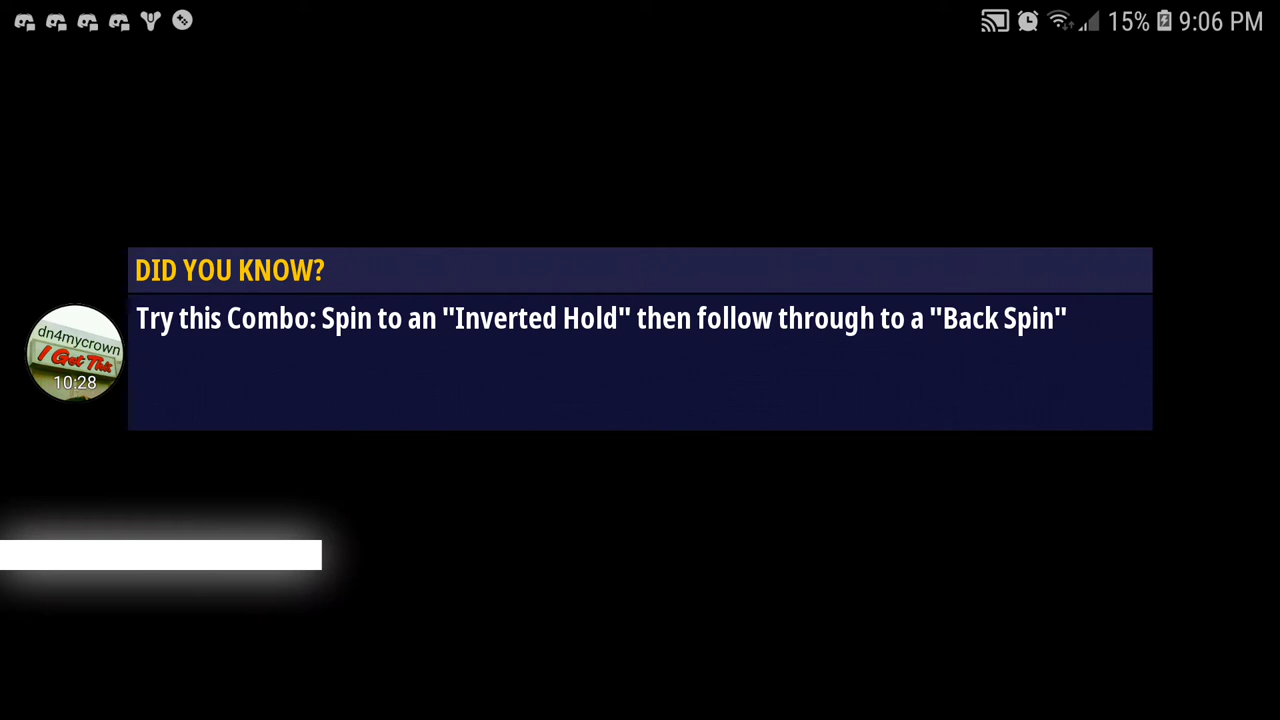 15% 9:06 PM
DID YOU KNOW?
Try this Combo: Spin to an "Inverted Hold" then follow through to a "Back Spin"
dn4mycrown
I Got This
10:28